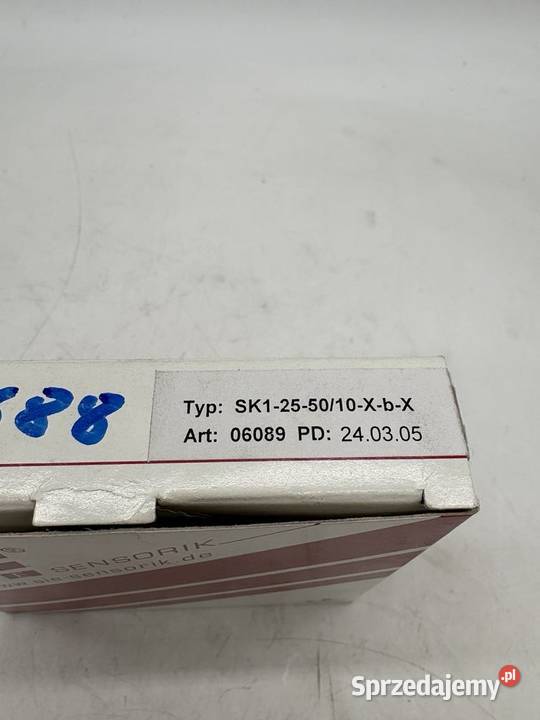 Typ: SK1-25-50/10-X-b-X
Art: 06089 PD: 24.03.05
88
®
SENSORIK
www.sis-sensorik.de
Sprzedajemy.pl